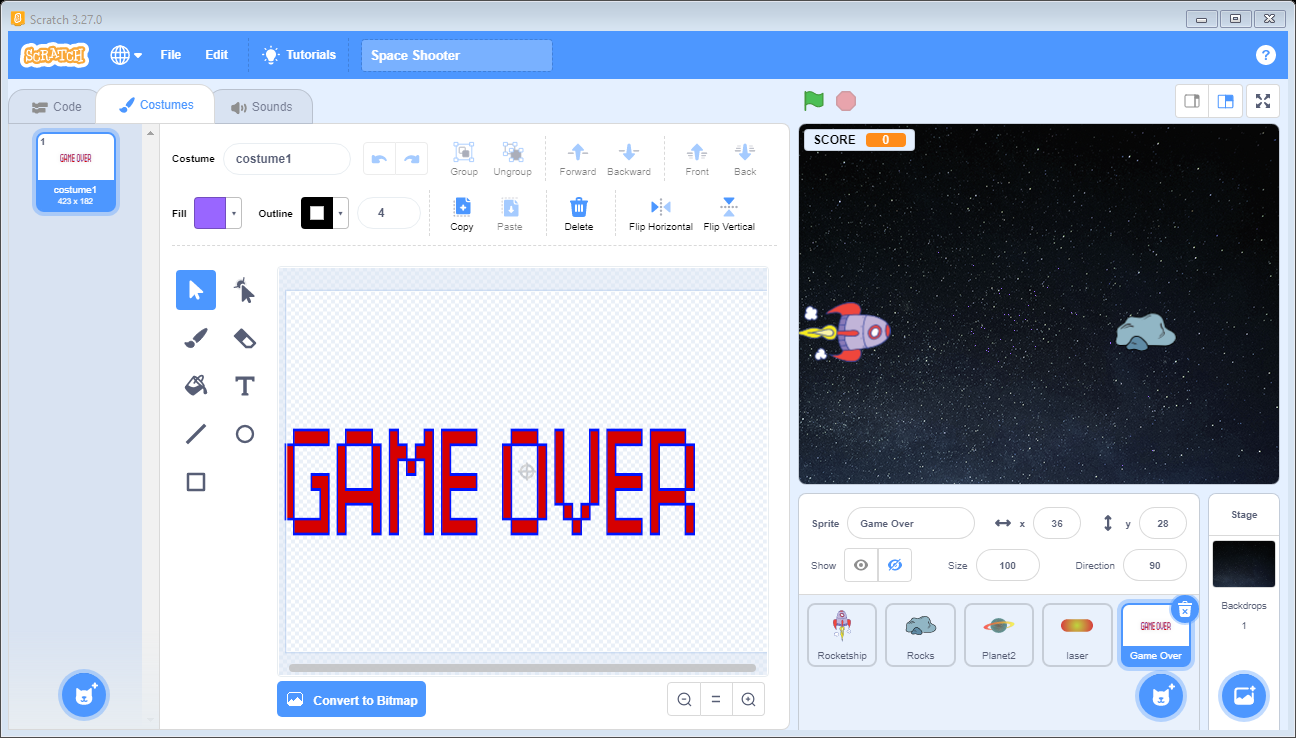 Scratch 3.27.0
SCRATCH
File
Edit
Tutorials
Space Shooter
?
Code
Costumes
Sounds
1
GAME OVER
costume1
423 x 182
Costume
costume1
Group
Ungroup
Forward
Backward
Front
Back
Fill
Outline
4
Copy
Paste
Delete
Flip Horizontal
Flip Vertical
T
GAME OVER
Convert to Bitmap
=
SCORE 0
Sprite
Game Over
x
36
y
28
Show
Size
100
Direction
90
Rocketship
Rocks
Planet2
laser
GAME OVER
Game Over
Stage
Backdrops
1